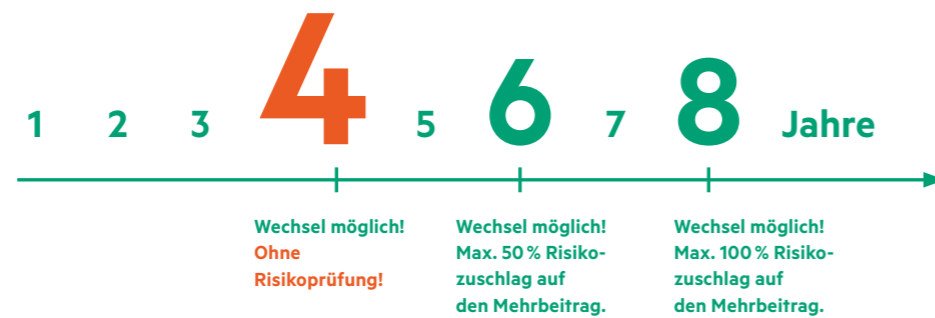 1 2 3 4 5 6 7 8 Jahre
Wechsel möglich!
Ohne
Risikoprüfung!
Wechsel möglich!
Max. 50 % Risiko-
zuschlag auf
den Mehrbeitrag.
Wechsel möglich!
Max. 100 % Risiko-
zuschlag auf
den Mehrbeitrag.